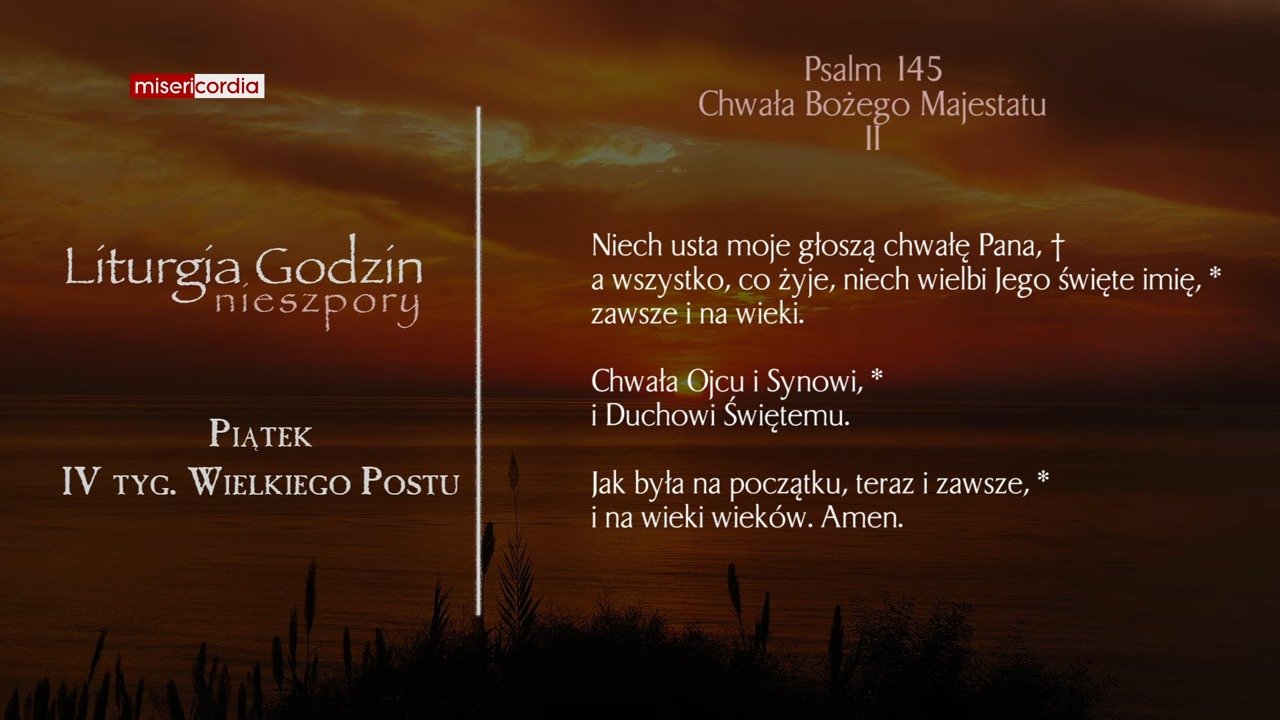 misericordia
Liturgia Godzin
nieszpory
Piątek
IV tyg. Wielkiego Postu
Psalm 145
Chwała Bożego Majestatu
II
Niech usta moje głoszą chwałę Pana, †
a wszystko, co żyje, niech wielbi Jego święte imię, *
zawsze i na wieki.
Chwała Ojcu i Synowi, *
i Duchowi Świętemu.
Jak była na początku, teraz i zawsze, *
i na wieki wieków. Amen.